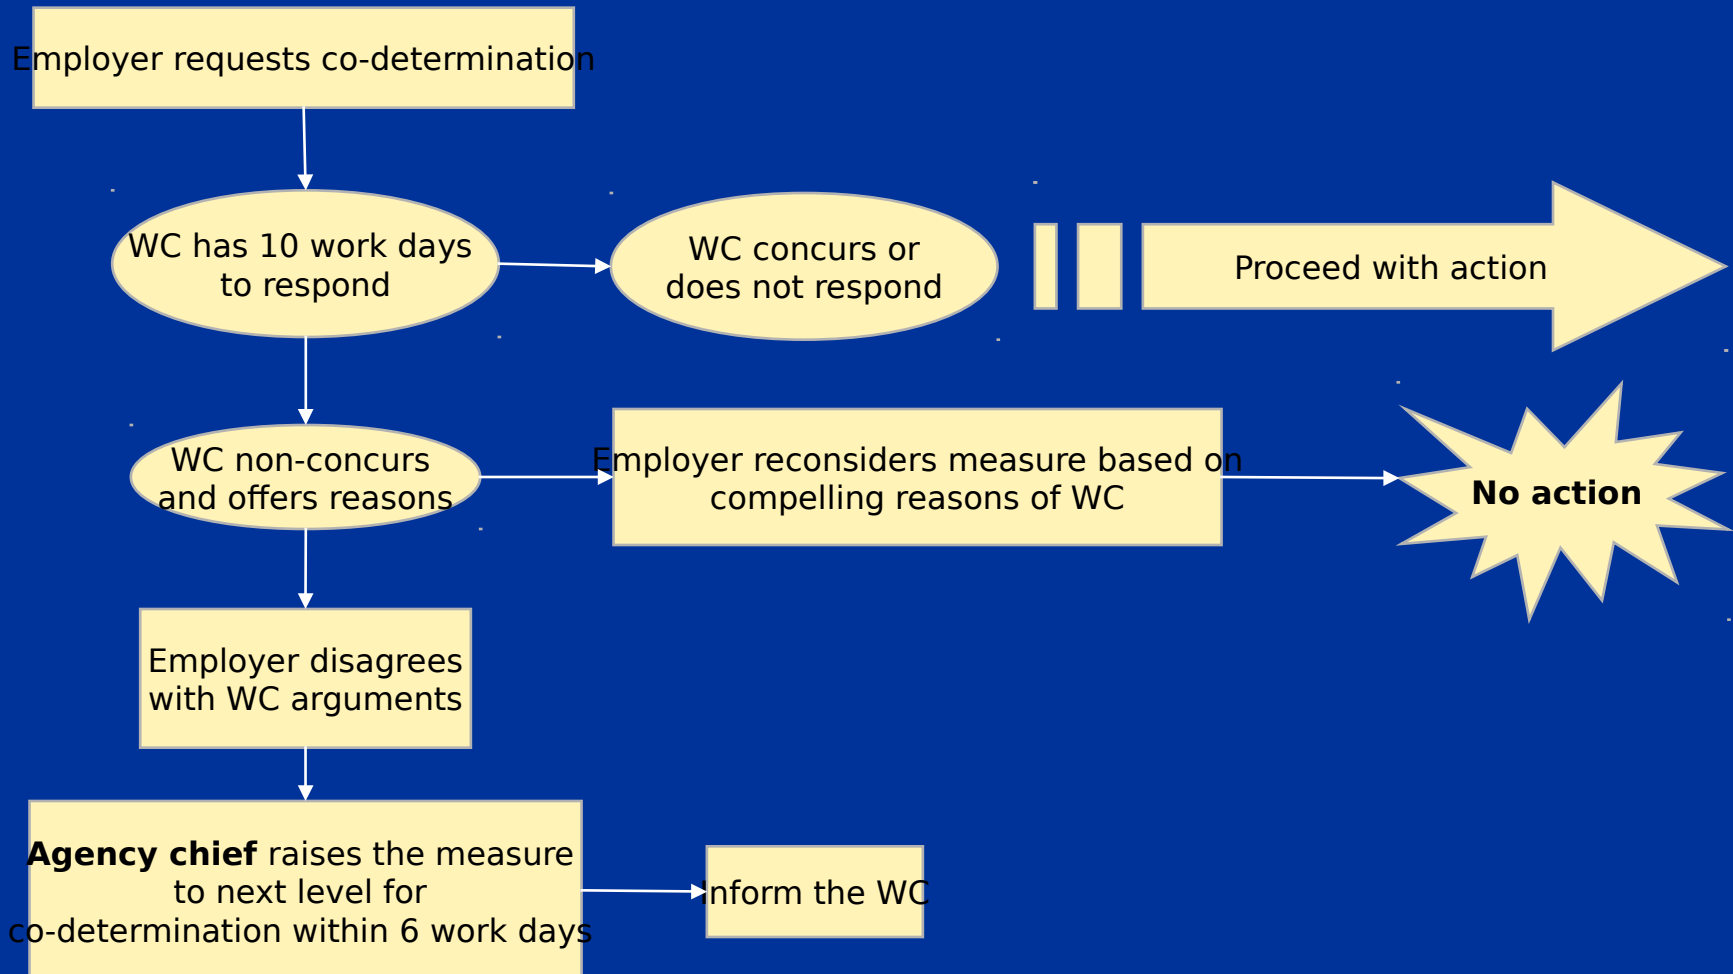 Employer requests co-determination
WC has 10 work days
to respond
WC concurs or
does not respond
Proceed with action
WC non-concurs
and offers reasons
Employer reconsiders measure based on
compelling reasons of WC
No action
Employer disagrees
with WC arguments
Agency chief raises the measure
to next level for
co-determination within 6 work days
Inform the WC